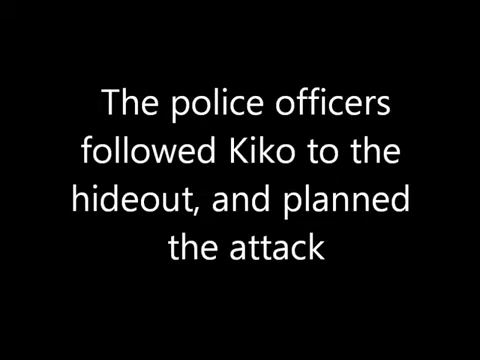 The police officers
followed Kiko to the
hideout, and planned
the attack